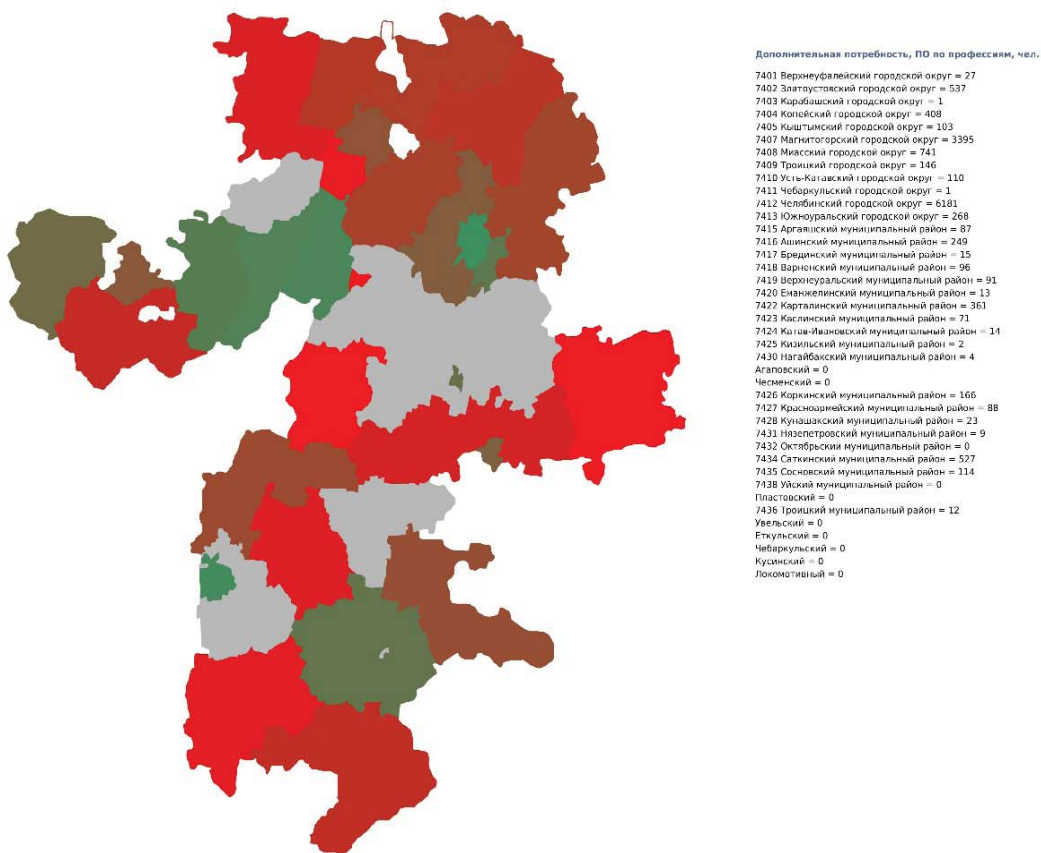 Дополнительная потребность, ПО по профессиям, чел.
7401 Верхнеуфалейский городской округ = 27
7402 Златоустовский городской округ = 537
7403 Карабашский городской округ = 1
7404 Копейский городской округ = 408
7405 Кыштымский городской округ = 103
7407 Магнитогорский городской округ = 3395
7408 Миасский городской округ = 741
7409 Троицкий городской округ = 146
7410 Усть-Катавский городской округ = 110
7411 Чебаркульский городской округ = 1
7412 Челябинский городской округ = 6181
7413 Южноуральский городской округ = 268
7415 Аргаяшский муниципальный район = 87
7416 Ашинский муниципальный район = 249
7417 Брединский муниципальный район = 15
7418 Варненский муниципальный район = 96
7419 Верхнеуральский муниципальный район = 91
7420 Еманжелинский муниципальный район = 13
7422 Карталинский муниципальный район = 361
7423 Каслинский муниципальный район = 71
7424 Катав-Ивановский муниципальный район = 14
7425 Кизильский муниципальный район = 2
7430 Нагайбакский муниципальный район = 4
Агаповский = 0
Чесменский = 0
7426 Коркинский муниципальный район = 166
7427 Красноармейский муниципальный район = 88
7428 Кунашакский муниципальный район = 23
7431 Нязепетровский муниципальный район = 9
7432 Октябрьский муниципальный район = 0
7434 Саткинский муниципальный район = 527
7435 Сосновский муниципальный район = 114
7438 Уйский муниципальный район = 0
Пластовский = 0
7436 Троицкий муниципальный район = 12
Увельский = 0
Еткульский = 0
Чебаркульский = 0
Кусинский = 0
Локомотивный = 0